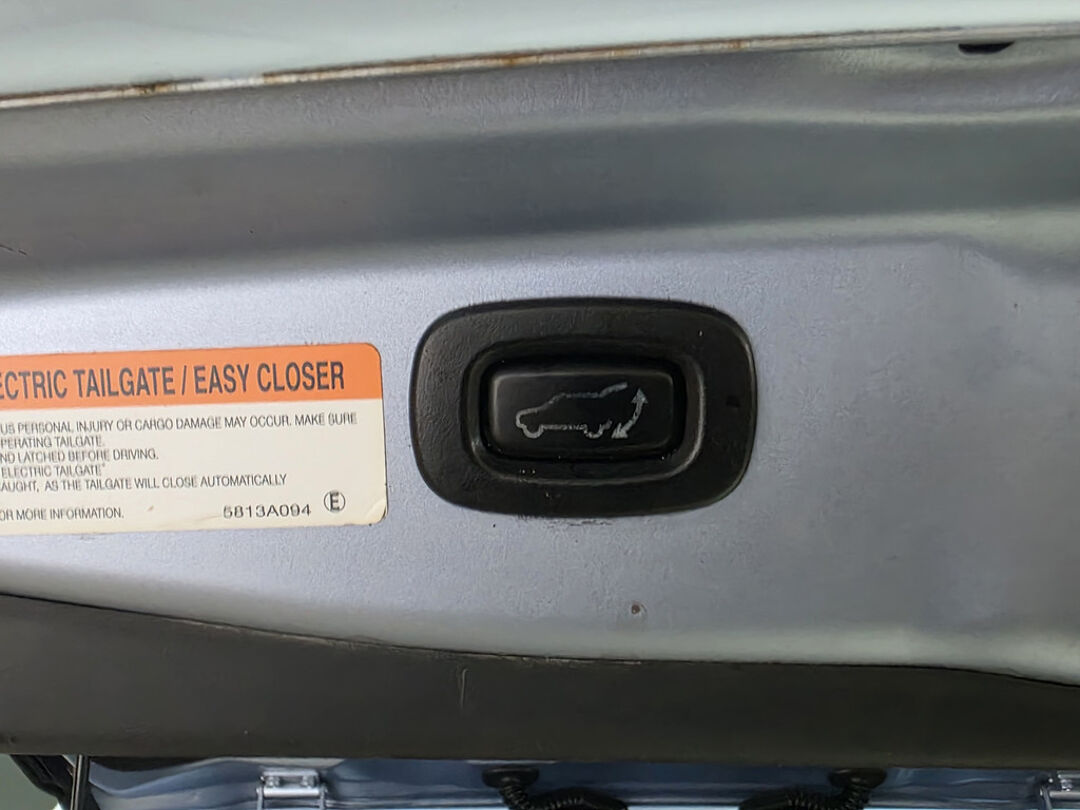 ECTRIC TAILGATE / EASY CLOSER
US PERSONAL INJURY OR CARGO DAMAGE MAY OCCUR. MAKE SURE
PERATING TAILGATE.
ND LATCHED BEFORE DRIVING.
ELECTRIC TAILGATE"
AUGHT, AS THE TAILGATE WILL CLOSE AUTOMATICALLY
OR MORE INFORMATION.
5813A094 E